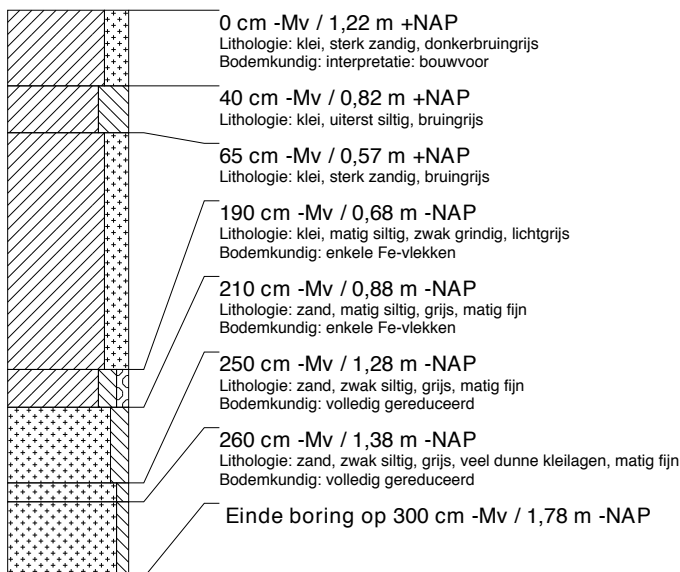 0 cm -Mv / 1,22 m +NAP
Lithologie: klei, sterk zandig, donkerbruingrijs
Bodemkundig: interpretatie: bouwvoor
40 cm -Mv / 0,82 m +NAP
Lithologie: klei, uiterst siltig, bruingrijs
65 cm -Mv / 0,57 m +NAP
Lithologie: klei, sterk zandig, bruingrijs
190 cm -Mv / 0,68 m -NAP
Lithologie: klei, matig siltig, zwak grindig, lichtgrijs
Bodemkundig: enkele Fe-vlekken
210 cm -Mv / 0,88 m -NAP
Lithologie: zand, matig siltig, grijs, matig fijn
Bodemkundig: enkele Fe-vlekken
250 cm -Mv / 1,28 m -NAP
Lithologie: zand, zwak siltig, grijs, matig fijn
Bodemkundig: volledig gereduceerd
260 cm -Mv / 1,38 m -NAP
Lithologie: zand, zwak siltig, grijs, veel dunne kleilagen, matig fijn
Bodemkundig: volledig gereduceerd
Einde boring op 300 cm -Mv / 1,78 m -NAP